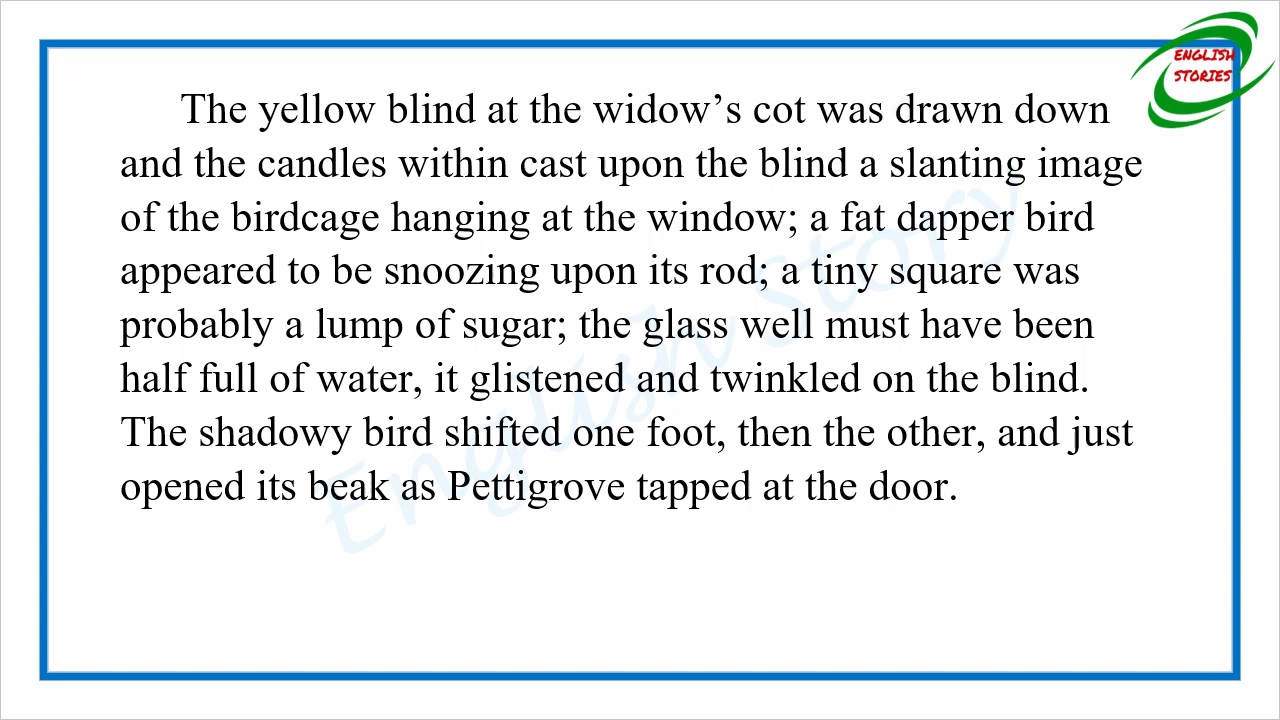 ENGLISH
STORIES
The yellow blind at the widow’s cot was drawn down
and the candles within cast upon the blind a slanting image
of the birdcage hanging at the window; a fat dapper bird
appeared to be snoozing upon its rod; a tiny square was
probably a lump of sugar; the glass well must have been
half full of water, it glistened and twinkled on the blind.
The shadowy bird shifted one foot, then the other, and just
opened its beak as Pettigrove tapped at the door.
English Story